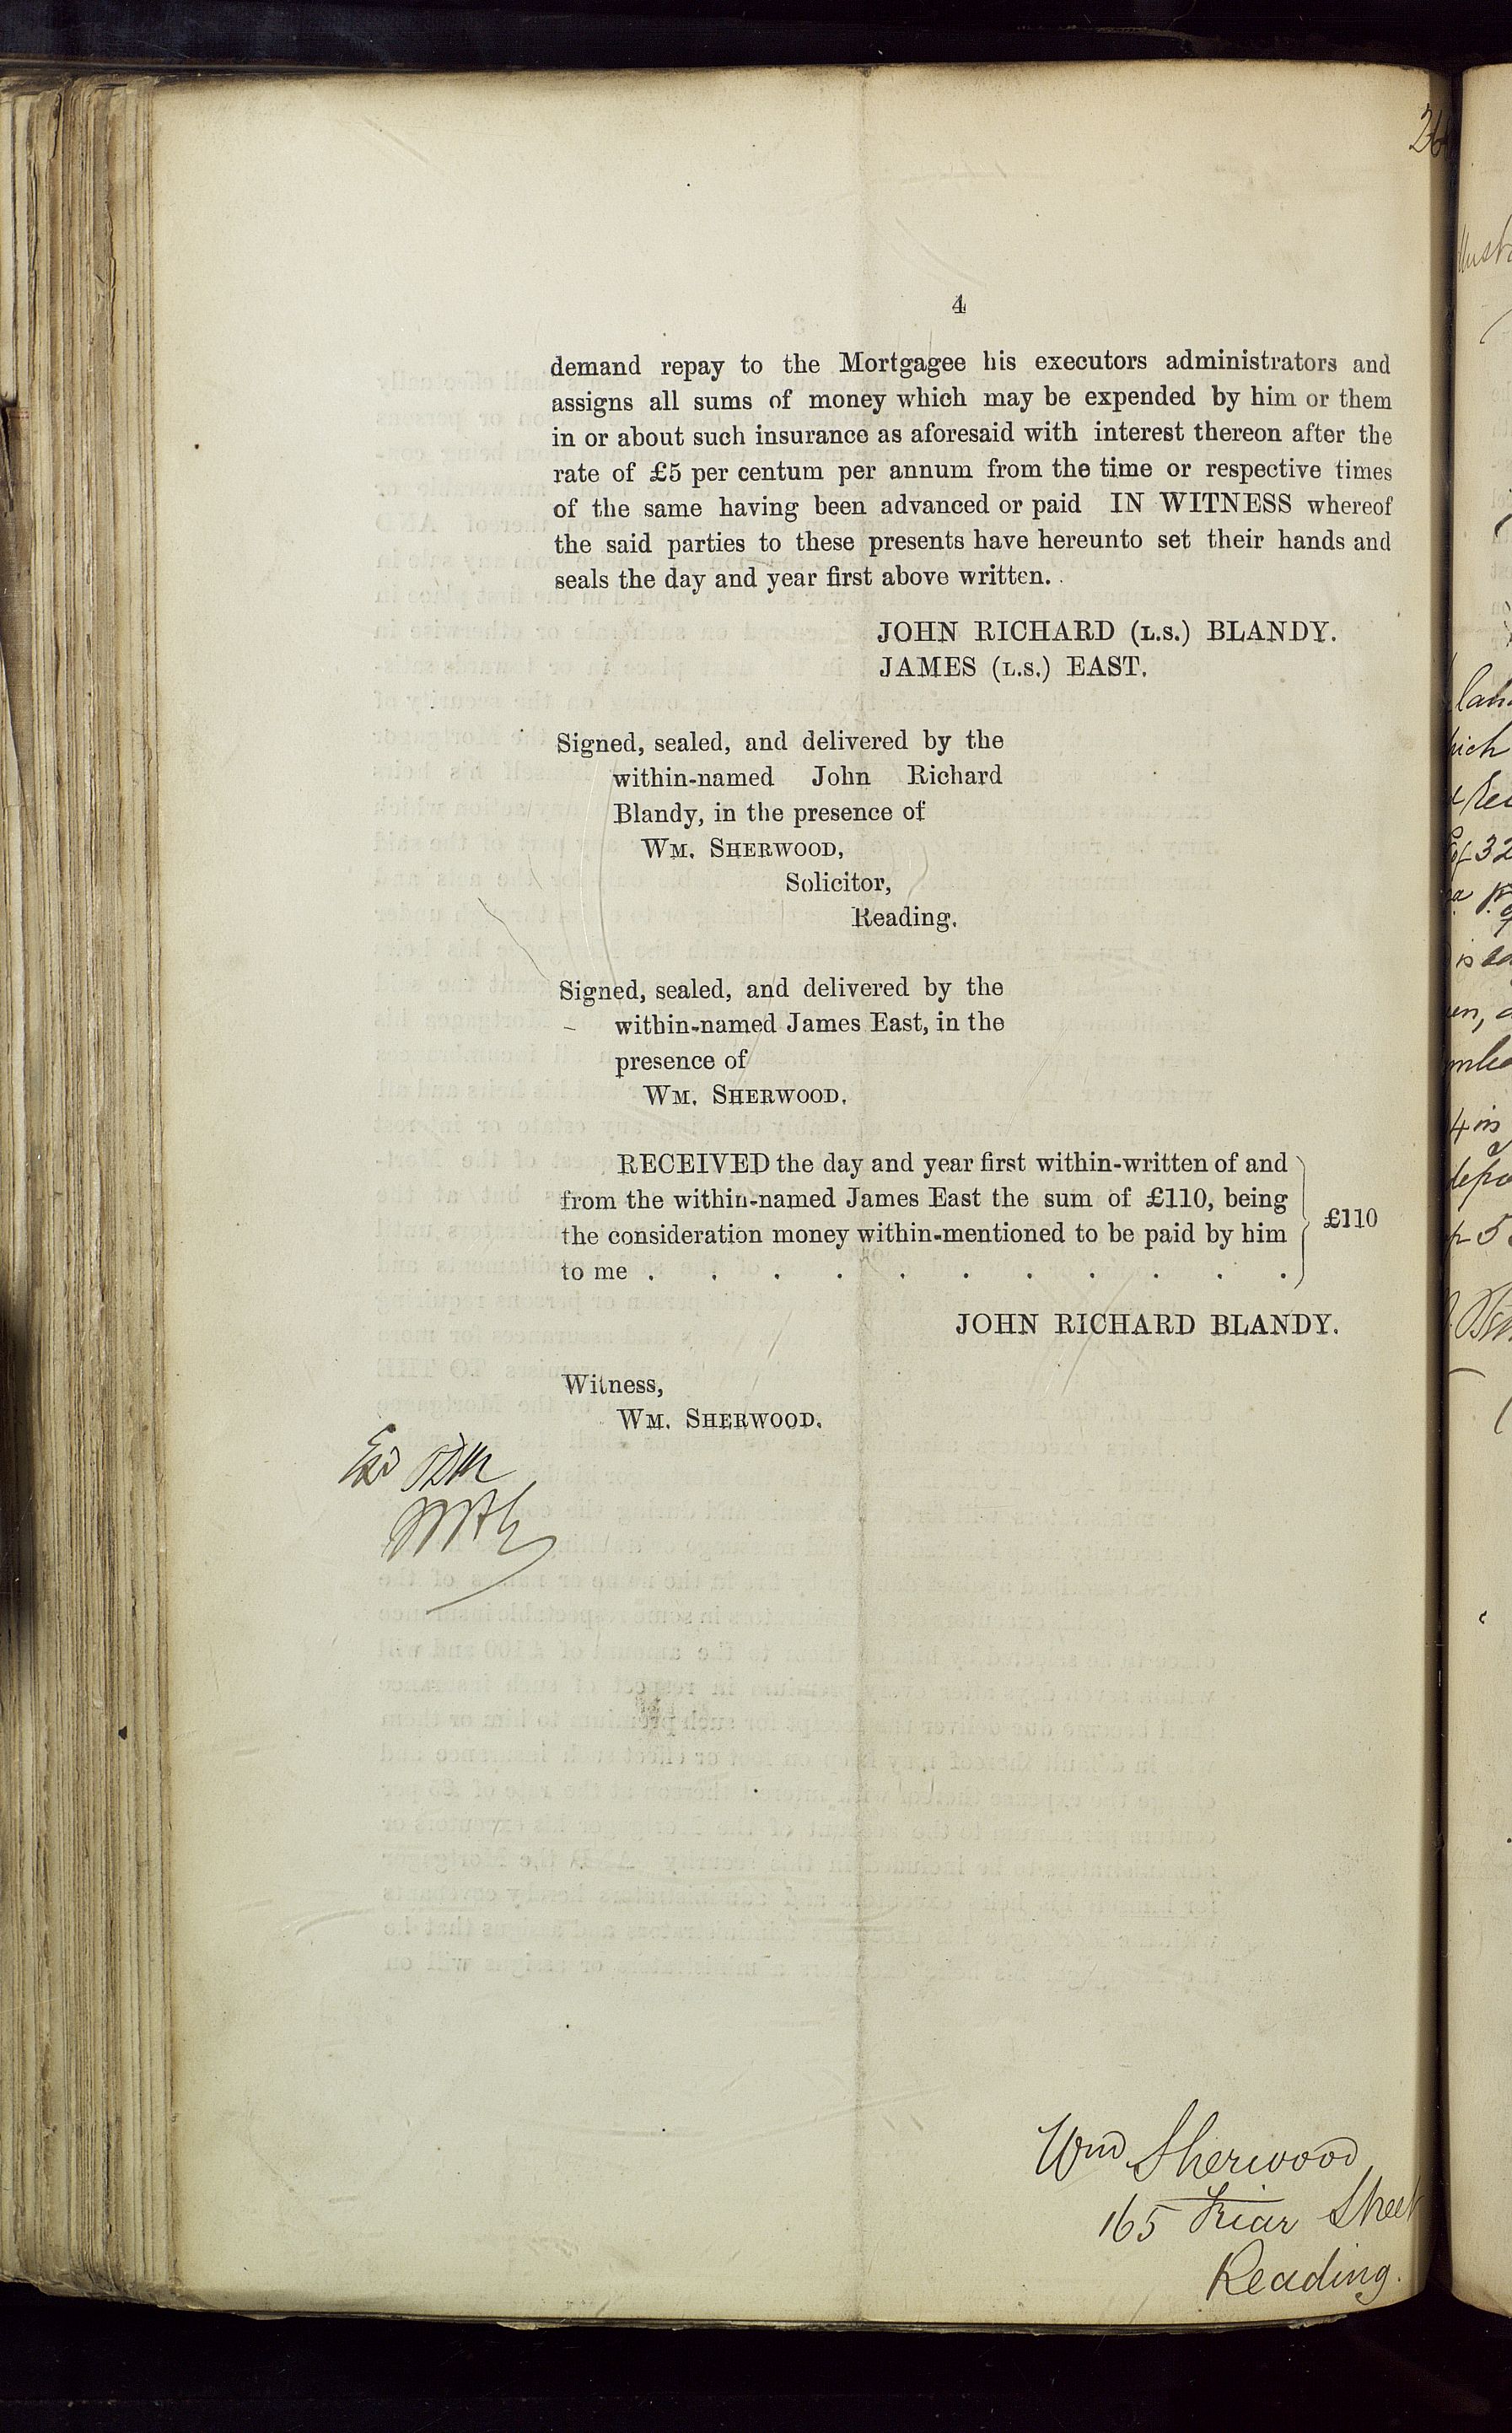 4
demand repay to the Mortgagee his executors administrators and
assigns all sums of money which may be expended by him or them
in or about such insurance as aforesaid with interest thereon after the
rate of £5 per centum per annum from the time or respective times
of the same having been advanced or paid IN WITNESS whereof
the said parties to these presents have hereunto set their hands and
seals the day and year first above written.
JOHN RICHARD (L.S.) BLANDY.
JAMES (L.S.) EAST.
Signed, sealed, and delivered by the
within-named John Richard
Blandy, in the presence of
WM. SHERWOOD,
Solicitor,
Reading.
Signed, sealed, and delivered by the
within-named James East, in the
presence of
WM. SHERWOOD.
RECEIVED the day and year first within-written of and
from the within-named James East the sum of £110, being
the consideration money within-mentioned to be paid by him
to me . . . . . . . . . . .
£110
JOHN RICHARD BLANDY.
Witness,
WM. SHERWOOD.
Wm Sherwood
165 Friar Street
Reading.